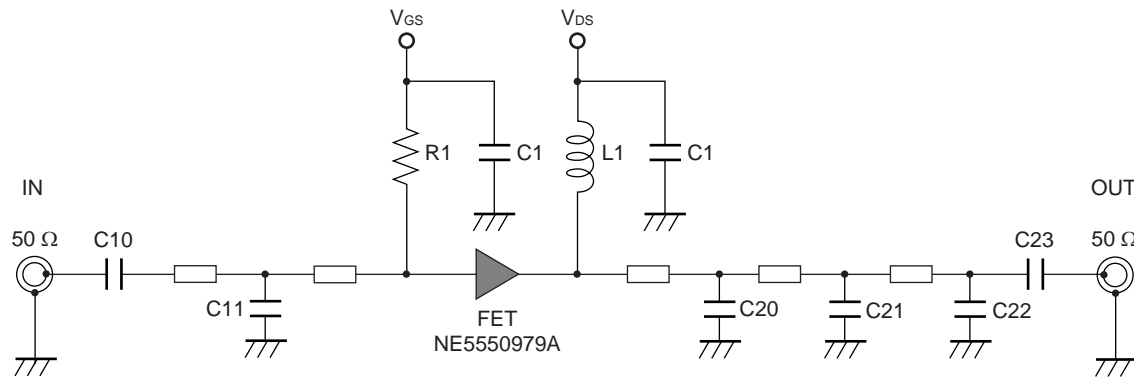 VGS
VDS
R1
C1
L1
C1
IN
OUT
50 Ω
C10
C23
50 Ω
C11
C20
C21
C22
FET
NE5550979A